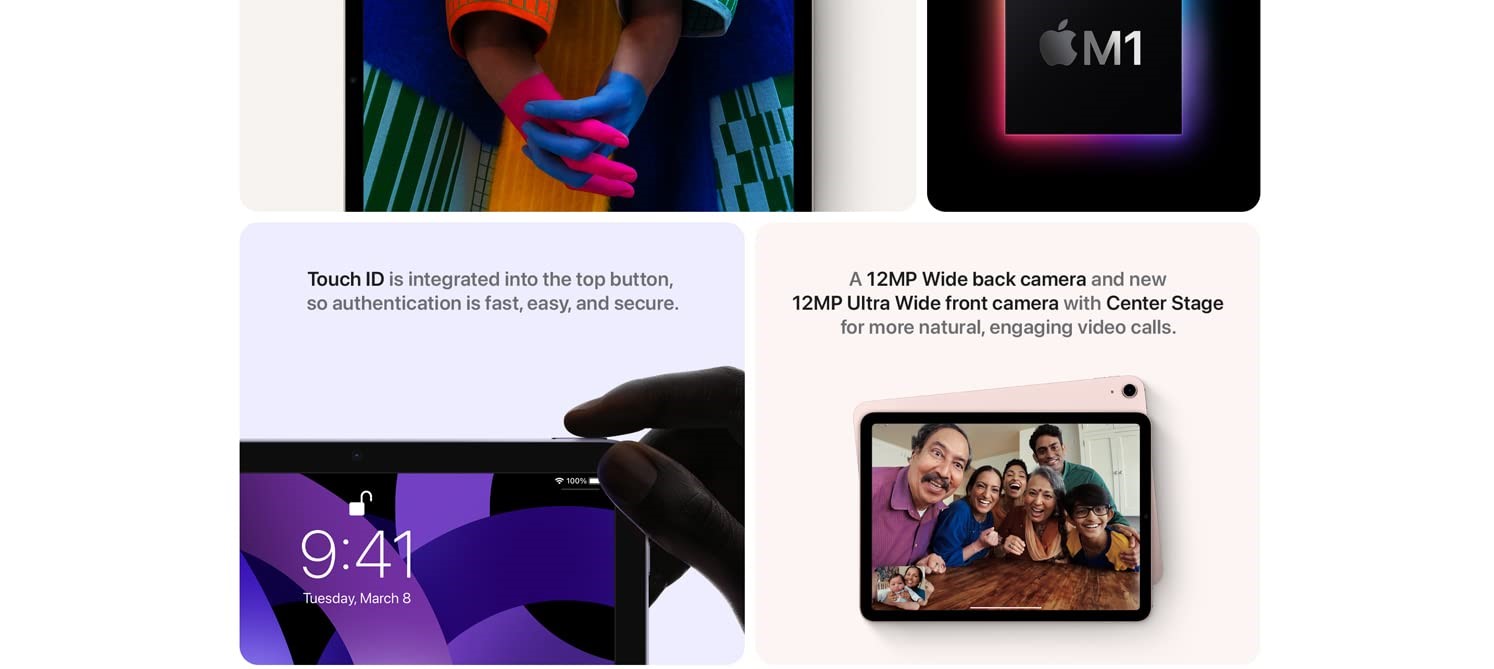 M1
Touch ID is integrated into the top button,
so authentication is fast, easy, and secure.
A 12MP Wide back camera and new
12MP Ultra Wide front camera with Center Stage
for more natural, engaging video calls.
100%
9:41
Tuesday, March 8